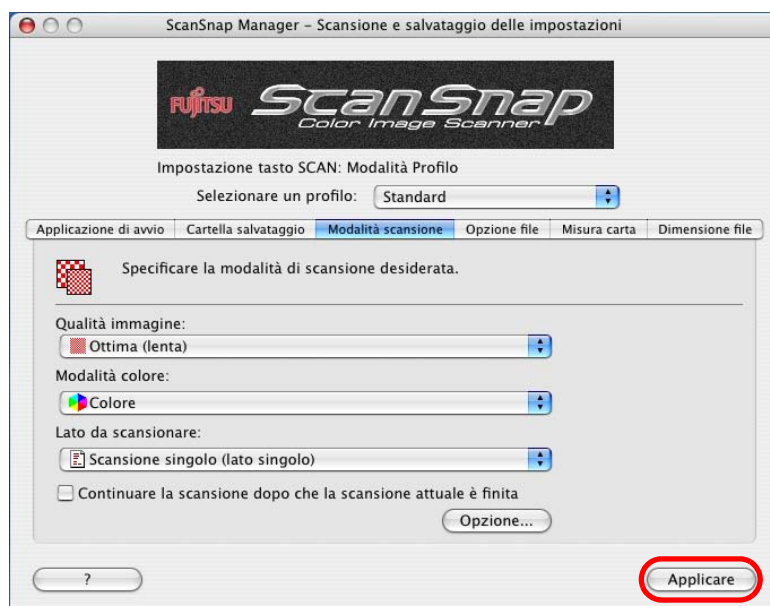 ScanSnap Manager – Scansione e salvataggio delle impostazioni
FUJITSU ScanSnap
Color Image Scanner
Impostazione tasto SCAN: Modalità Profilo
Selezionare un profilo: Standard
Applicazione di avvio Cartella salvataggio Modalità scansione Opzione file Misura carta Dimensione file
Specificare la modalità di scansione desiderata.
Qualità immagine:
Ottima (lenta)
Modalità colore:
Colore
Lato da scansionare:
Scansione singolo (lato singolo)
Continuare la scansione dopo che la scansione attuale è finita
Opzione...
? Applicare